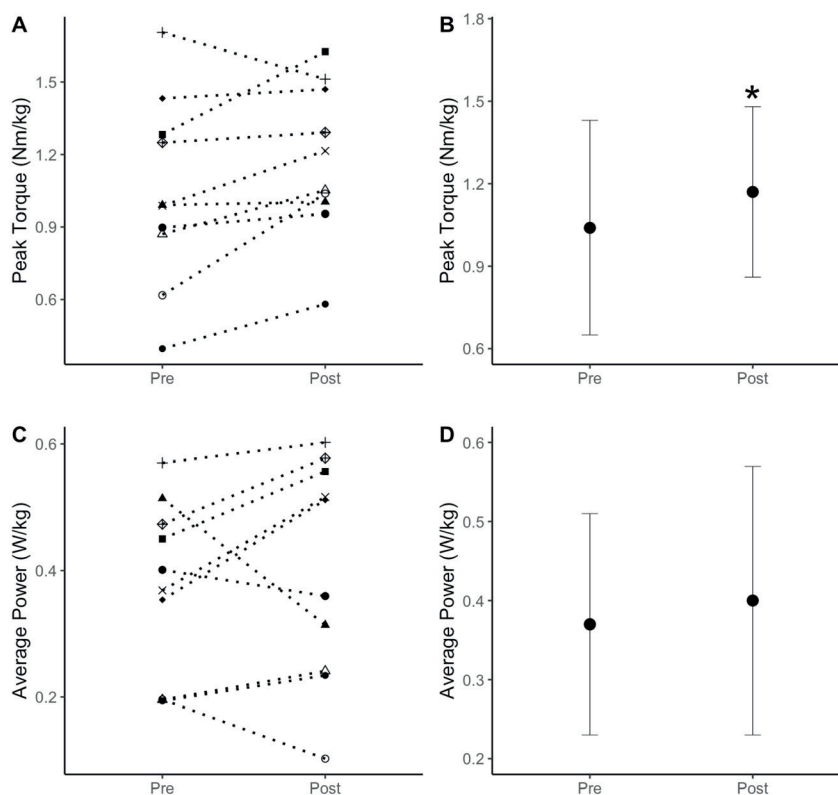 A
Peak Torque (Nm/kg)
1.5
1.2
0.9
0.6
Pre
Post
B
Peak Torque (Nm/kg)
1.8
1.5
1.2
0.9
0.6
*
Pre
Post
C
Average Power (W/kg)
0.6
0.4
0.2
Pre
Post
D
Average Power (W/kg)
0.6
0.5
0.4
0.3
0.2
Pre
Post